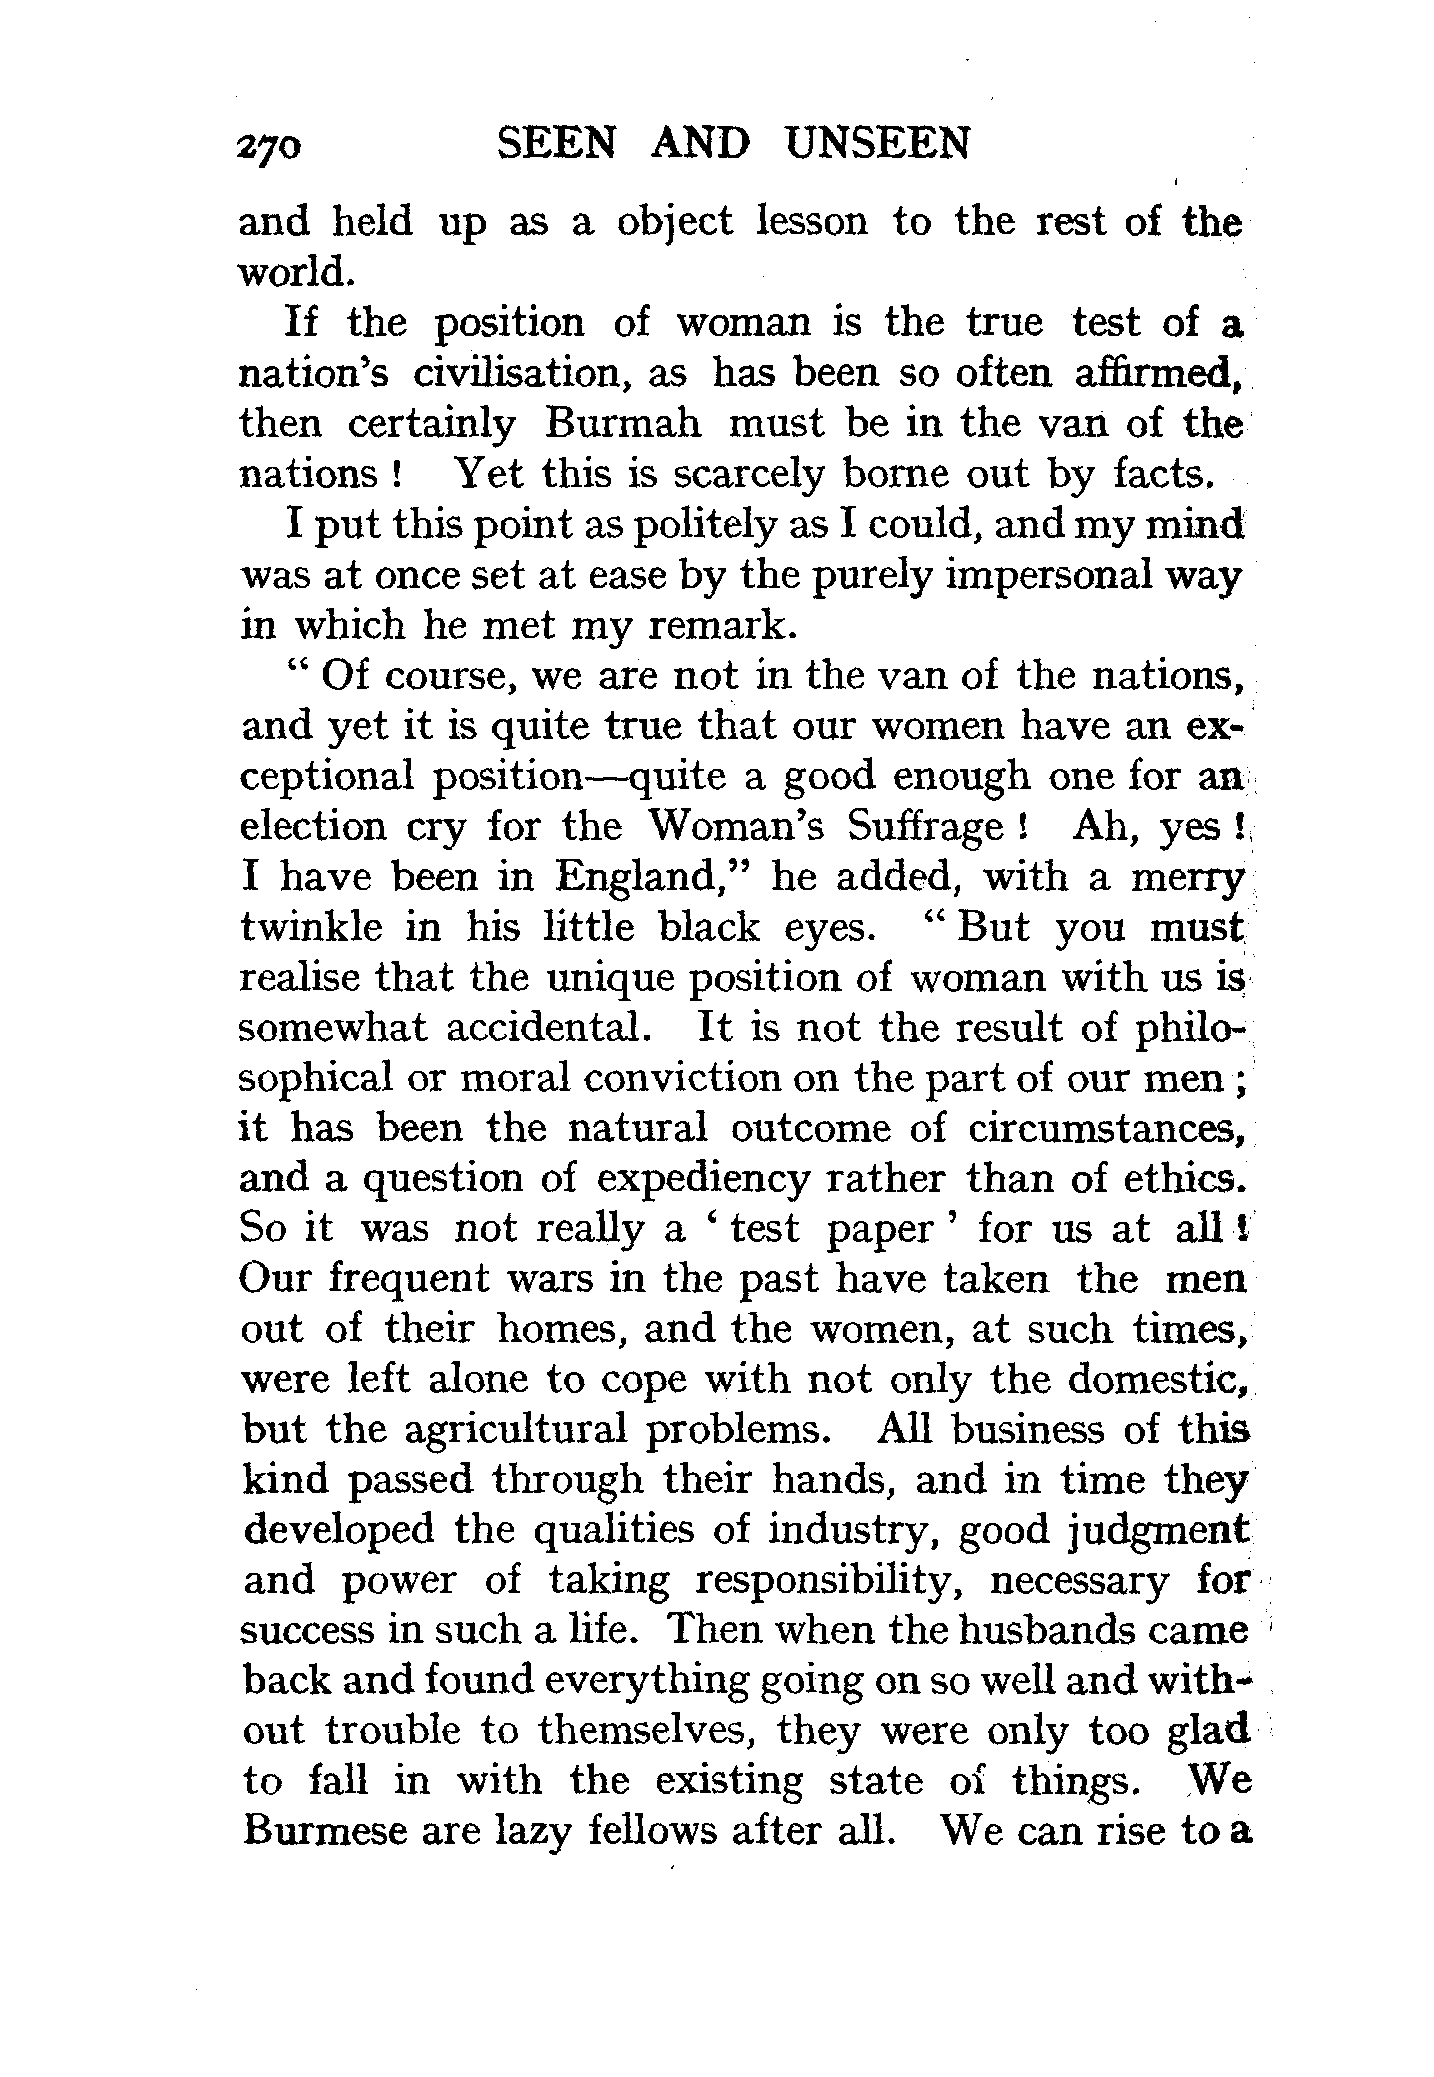 270 SEEN AND UNSEEN
and held up as a object lesson to the rest of the
world.
If the position of woman is the true test of a
nation's civilisation, as has been so often affirmed,
then certainly Burmah must be in the van of the
nations ! Yet this is scarcely borne out by facts.
I put this point as politely as I could, and my mind
was at once set at ease by the purely impersonal way
in which he met my remark.
“ Of course, we are not in the van of the nations,
and yet it is quite true that our women have an ex-
ceptional position—quite a good enough one for an
election cry for the Woman's Suffrage ! Ah, yes !
I have been in England,” he added, with a merry
twinkle in his little black eyes. “ But you must
realise that the unique position of woman with us is
somewhat accidental. It is not the result of philo-
sophical or moral conviction on the part of our men ;
it has been the natural outcome of circumstances,
and a question of expediency rather than of ethics.
So it was not really a ‘ test paper ’ for us at all !
Our frequent wars in the past have taken the men
out of their homes, and the women, at such times,
were left alone to cope with not only the domestic,
but the agricultural problems. All business of this
kind passed through their hands, and in time they
developed the qualities of industry, good judgment
and power of taking responsibility, necessary for
success in such a life. Then when the husbands came
back and found everything going on so well and with-
out trouble to themselves, they were only too glad
to fall in with the existing state of things. We
Burmese are lazy fellows after all. We can rise to a